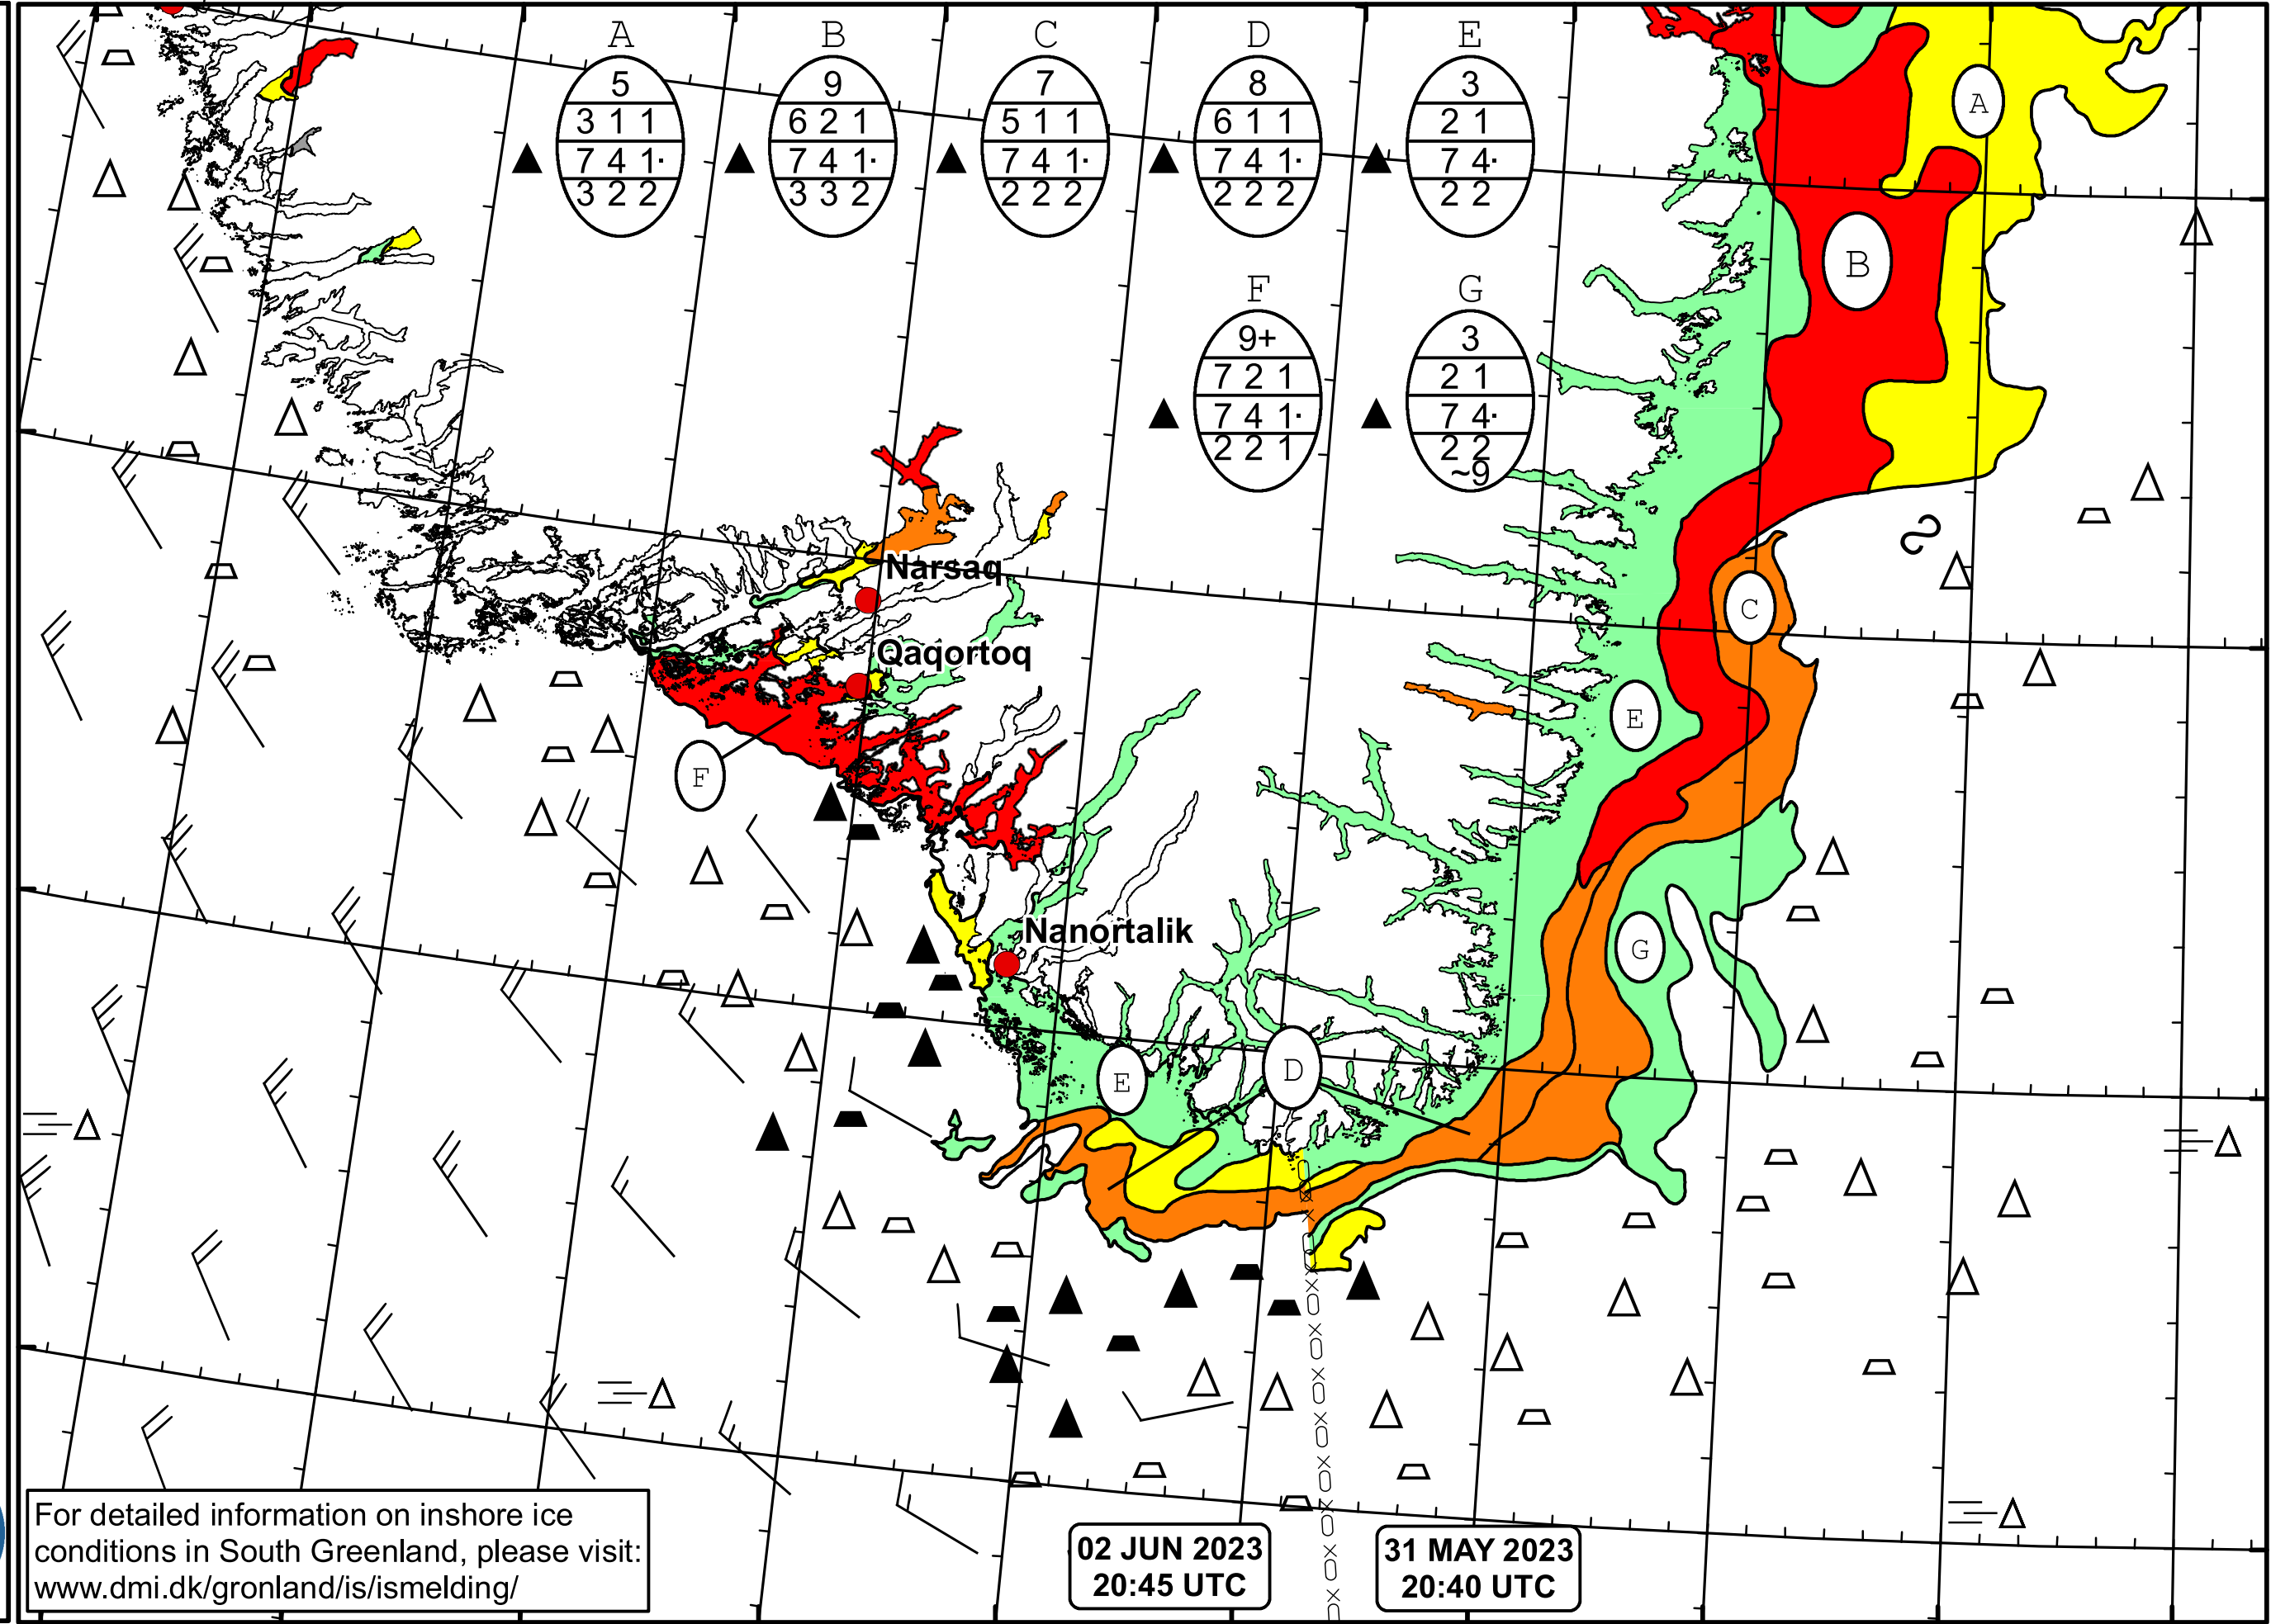 A B C D E
5 9 7 8 3
3 1 1 6 2 1 5 1 1 6 1 1 2 1
7 4 1· 7 4 1· 7 4 1· 7 4 1· 7 4·
3 2 2 3 3 2 2 2 2 2 2 2 2 2
F G
9+ 3
7 2 1 2 1
7 4 1· 7 4·
2 2 1 2 2
~9
A
B
C
E
F
G
E
D
Narsaq
Qaqortoq
Nanortalik
For detailed information on inshore ice
conditions in South Greenland, please visit:
www.dmi.dk/gronland/is/ismelding/
02 JUN 2023
20:45 UTC
31 MAY 2023
20:40 UTC